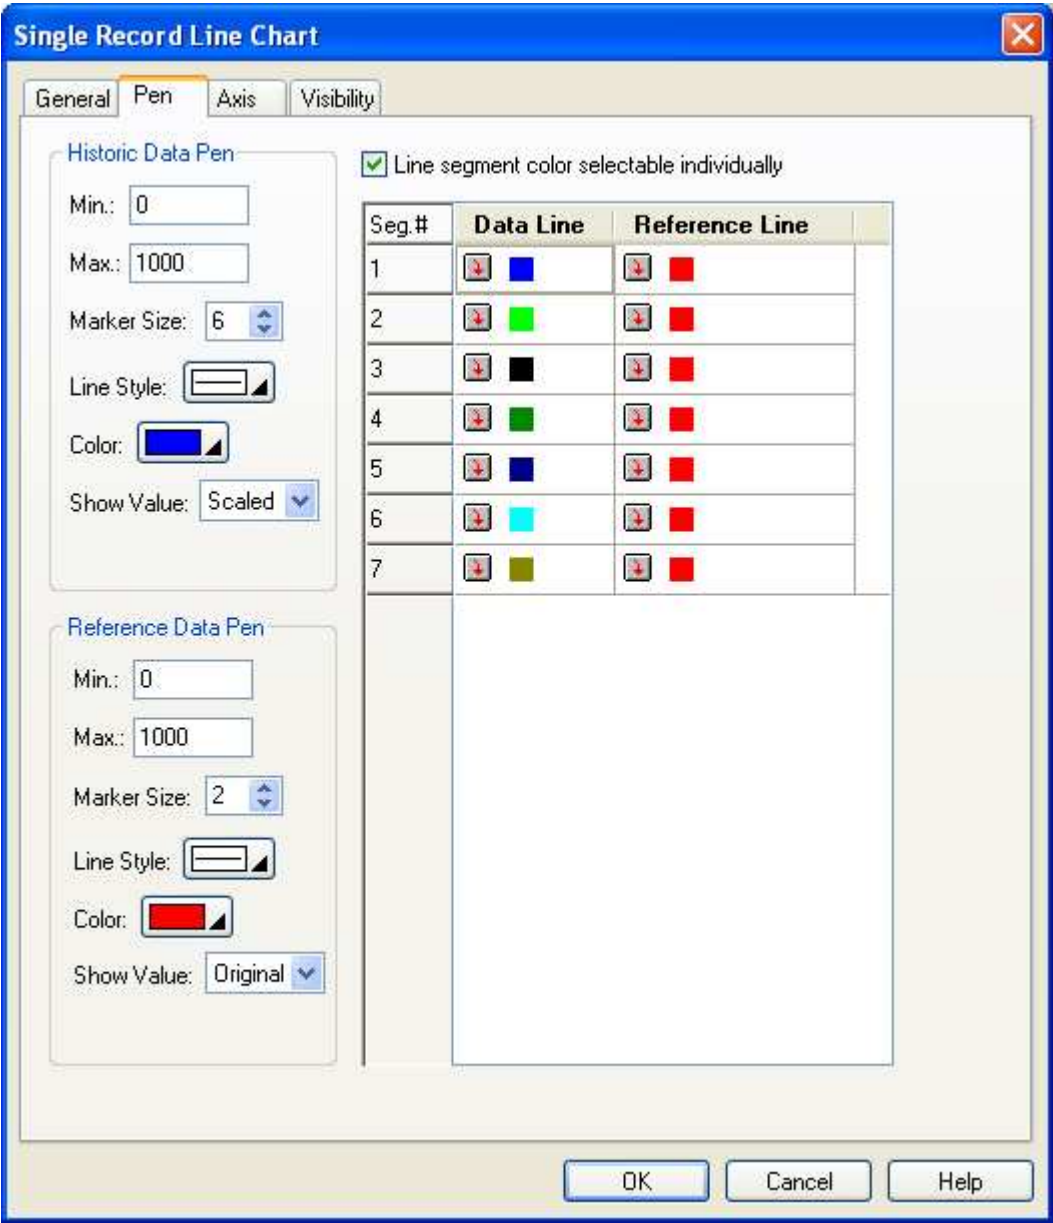 Single Record Line Chart
General Pen Axis Visibility
Historic Data Pen
Min.: 0
Max.: 1000
Marker Size: 6
Line Style:
Color:
Show Value: Scaled
Reference Data Pen
Min.: 0
Max.: 1000
Marker Size: 2
Line Style:
Color:
Show Value: Original
Line segment color selectable individually
Seg.# Data Line Reference Line
1
2
3
4
5
6
7
OK Cancel Help